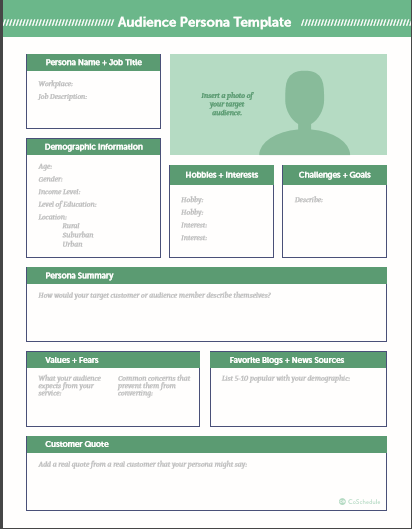 Audience Persona Template
Persona Name + Job Title
Workplace:
Job Description:
Insert a photo of
your target
audience.
Demographic Information
Age:
Gender:
Income Level:
Level of Education:
Location:
Rural
Suburban
Urban
Hobbies + Interests
Hobby:
Hobby:
Interest:
Interest:
Challenges + Goals
Describe:
Persona Summary
How would your target customer or audience member describe themselves?
Values + Fears
What your audience
expects from your
service:
Common concerns that
prevent them from
converting:
Favorite Blogs + News Sources
List 5-10 popular with your demographic:
Customer Quote
Add a real quote from a real customer that your persona might say:
CoSchedule